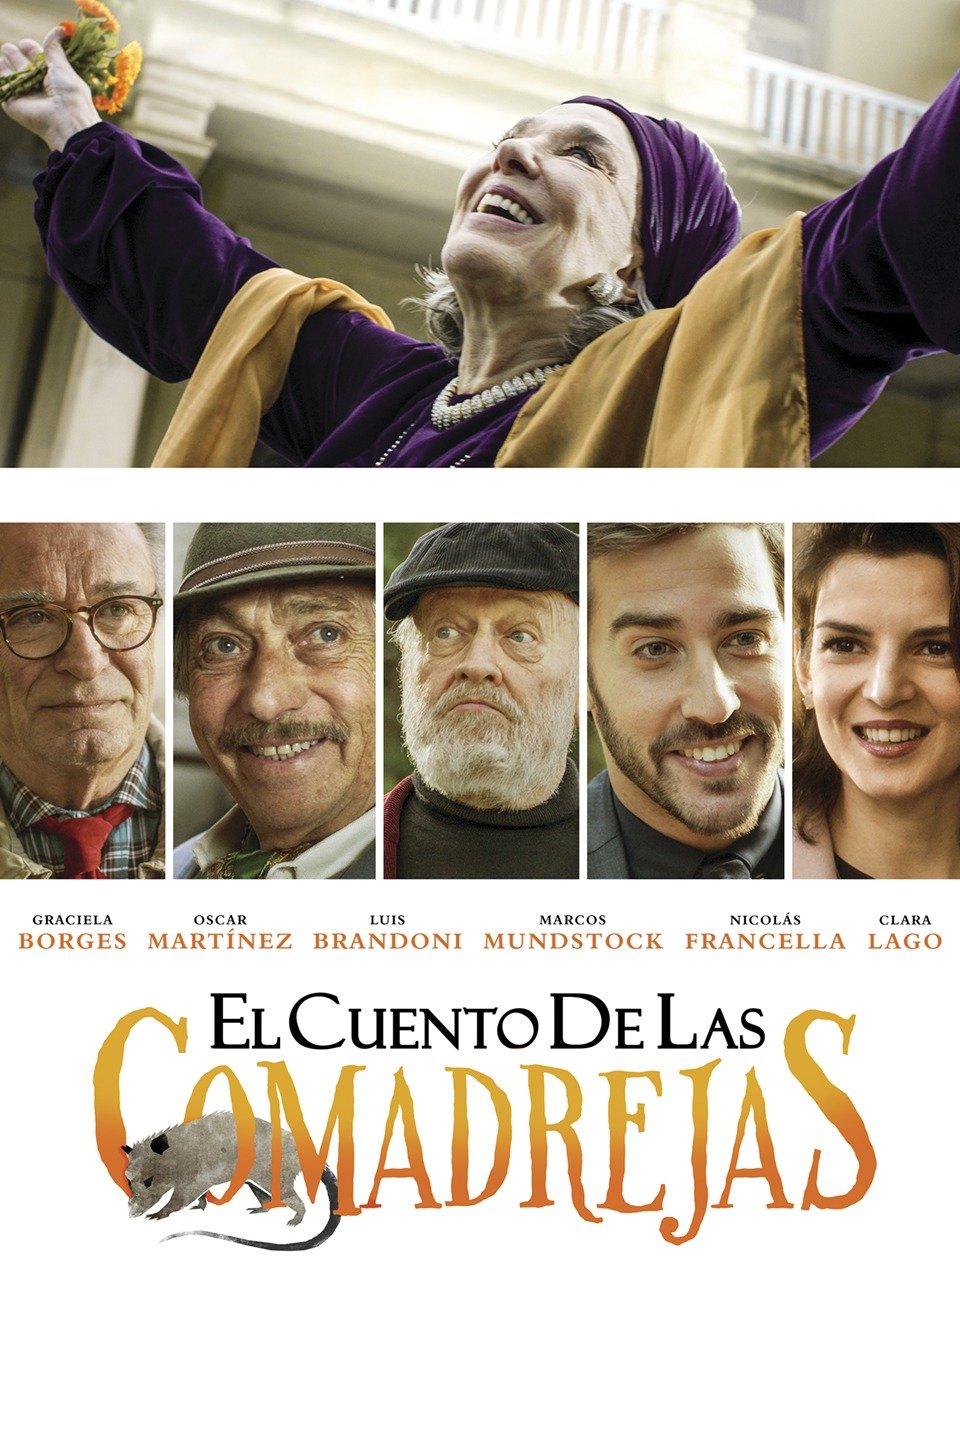 GRACIELA BORGES
OSCAR MARTÍNEZ
LUIS BRANDONI
MARCOS MUNDSTOCK
NICOLÁS FRANCELLA
CLARA LAGO
EL CUENTO DE LAS
COMADREJAS